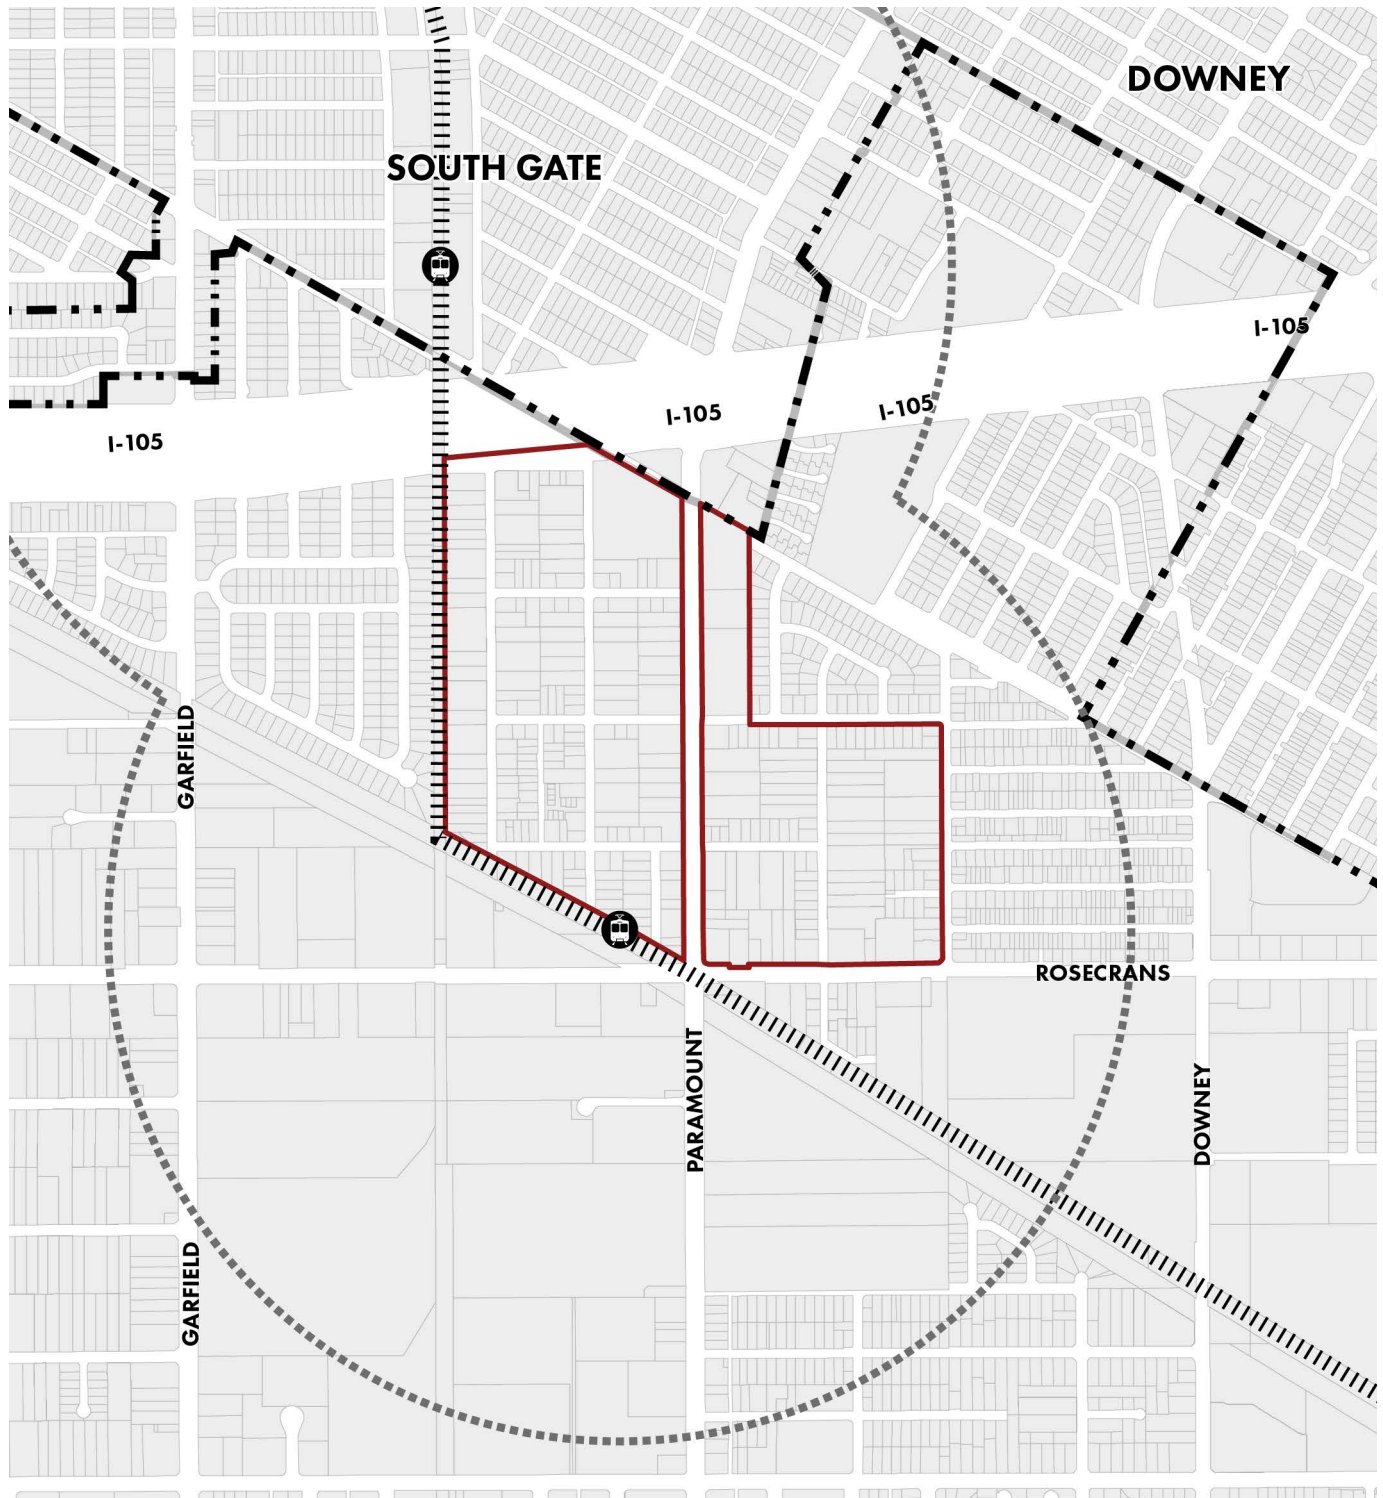 DOWNEY
SOUTH GATE
I-105
I-105
I-105
I-105
GARFIELD
ROSECRANS
PARAMOUNT
DOWNEY
GARFIELD